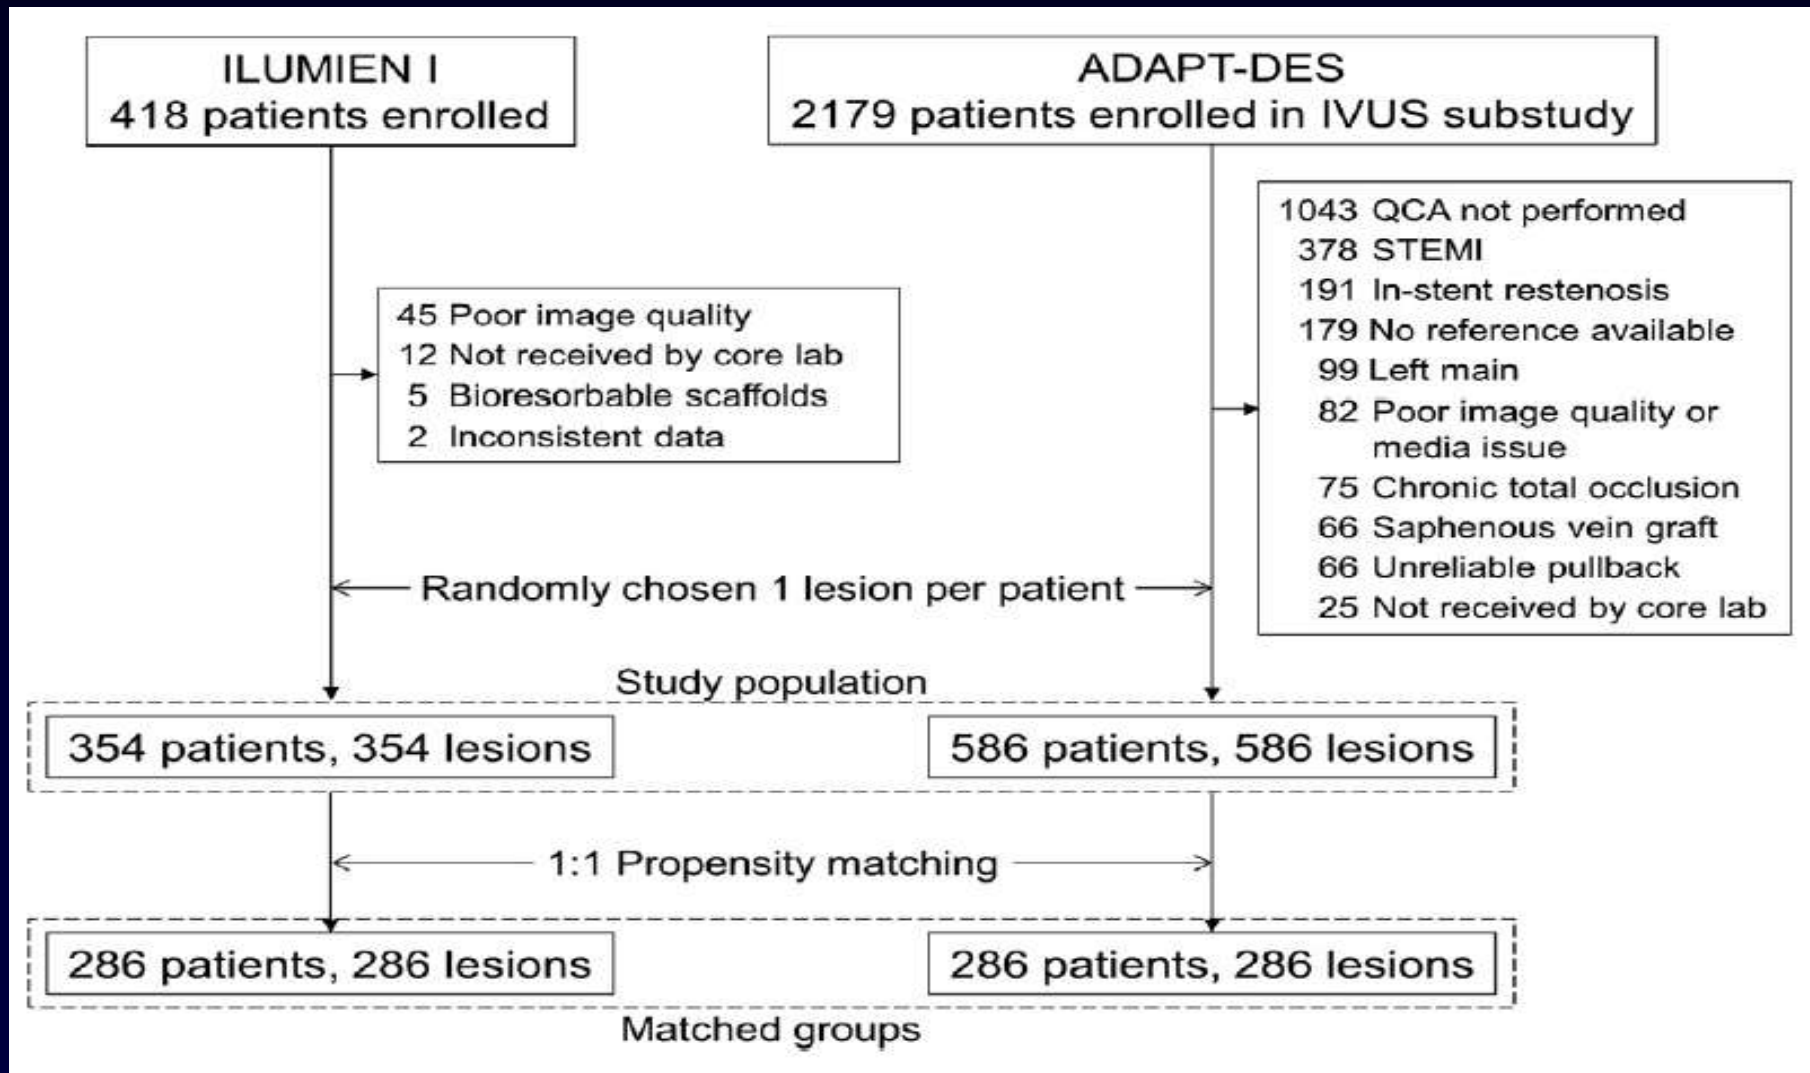 ILUMIEN I
418 patients enrolled
ADAPT-DES
2179 patients enrolled in IVUS substudy
45 Poor image quality
12 Not received by core lab
5 Bioresorbable scaffolds
2 Inconsistent data
1043 QCA not performed
378 STEMI
191 In-stent restenosis
179 No reference available
99 Left main
82 Poor image quality or
media issue
75 Chronic total occlusion
66 Saphenous vein graft
66 Unreliable pullback
25 Not received by core lab
Randomly chosen 1 lesion per patient
Study population
354 patients, 354 lesions
586 patients, 586 lesions
1:1 Propensity matching
286 patients, 286 lesions
286 patients, 286 lesions
Matched groups